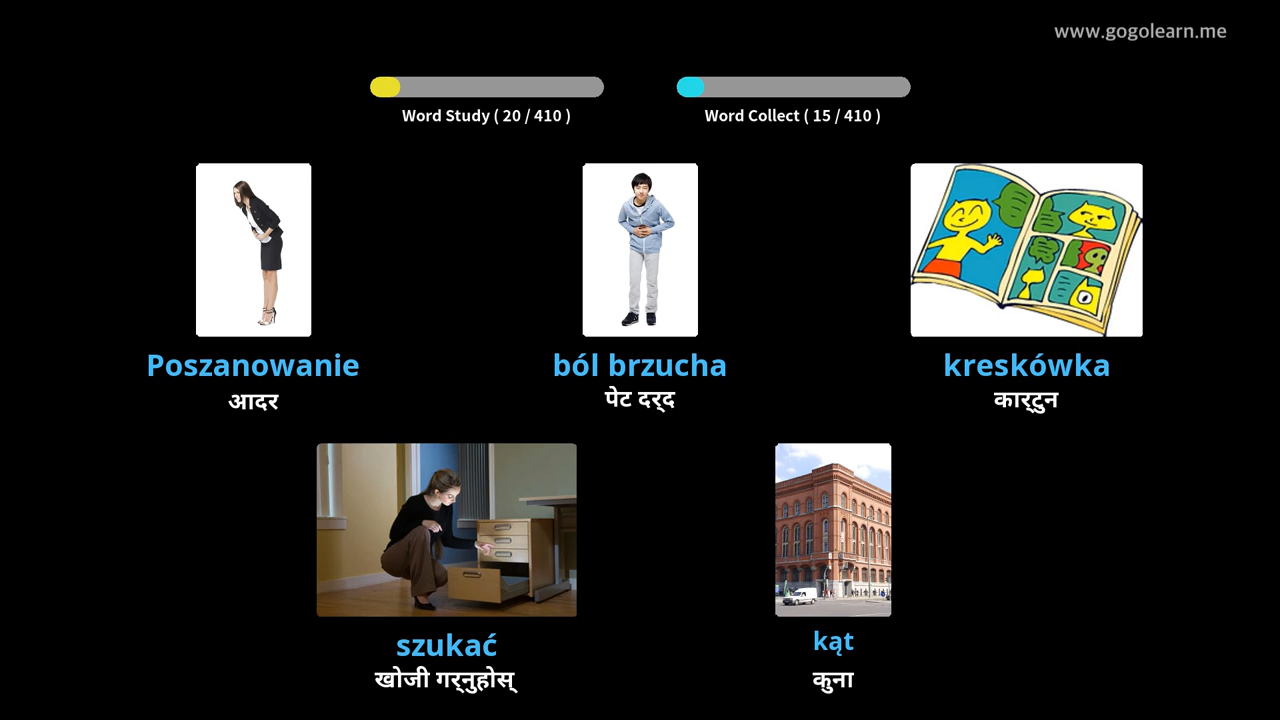 www.gogolearn.me
Word Study ( 20 / 410 )
Word Collect ( 15 / 410 )
Poszanowanie
आदर
ból brzucha
पेट दर्द
kreskówka
कार्टुन
szukać
खोजी गर्नुहोस्
kąt
कुना